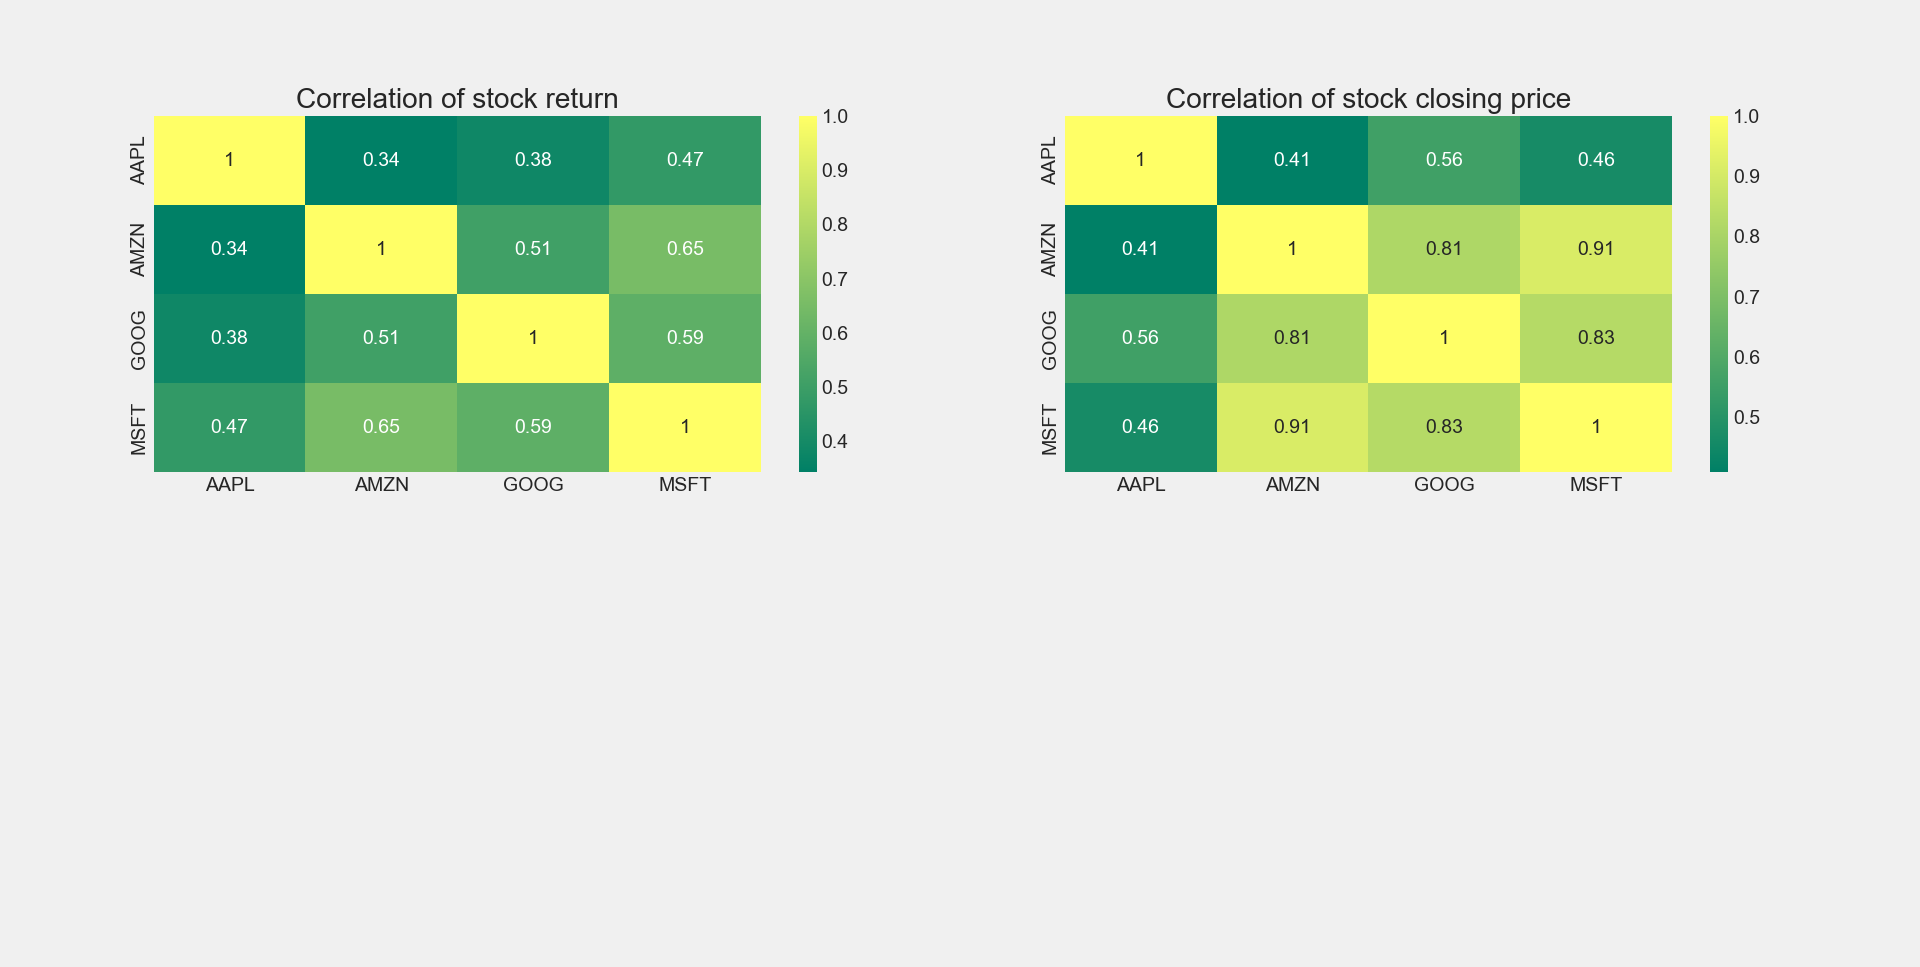 Correlation of stock return
AAPL 1 0.34 0.38 0.47
AMZN 0.34 1 0.51 0.65
GOOG 0.38 0.51 1 0.59
MSFT 0.47 0.65 0.59 1
AAPL AMZN GOOG MSFT
1.0
0.9
0.8
0.7
0.6
0.5
0.4
Correlation of stock closing price
AAPL 1 0.41 0.56 0.46
AMZN 0.41 1 0.81 0.91
GOOG 0.56 0.81 1 0.83
MSFT 0.46 0.91 0.83 1
AAPL AMZN GOOG MSFT
1.0
0.9
0.8
0.7
0.6
0.5